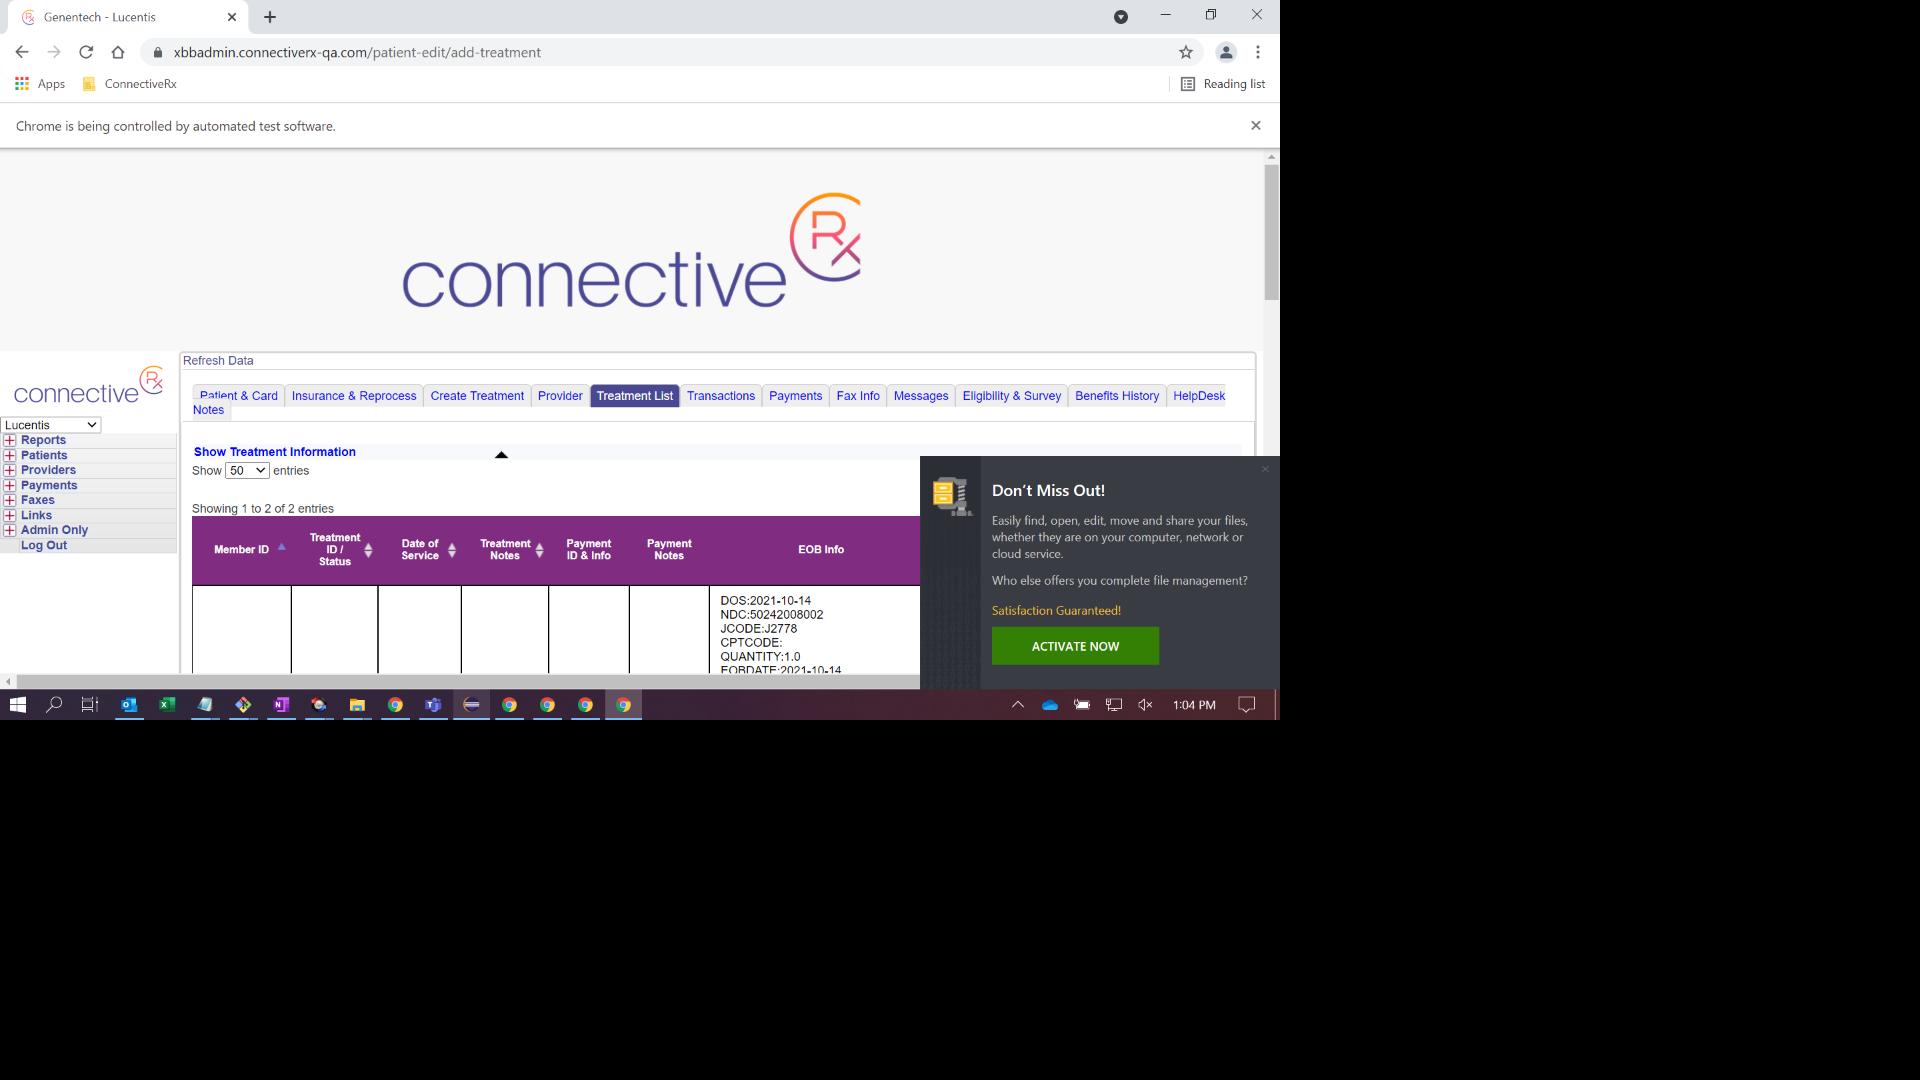 Genentech - Lucentis
xbbadmin.connectiverx-qa.com/patient-edit/add-treatment
Apps ConnectiveRx Reading list
Chrome is being controlled by automated test software.
connective Rx
connective Rx
Lucentis
Reports
Patients
Providers
Payments
Faxes
Links
Admin Only
Log Out
Refresh Data
Patient & Card Insurance & Reprocess Create Treatment Provider Treatment List Transactions Payments Fax Info Messages Eligibility & Survey Benefits History HelpDesk
Notes
Show Treatment Information
Show 50 entries
Showing 1 to 2 of 2 entries
Member ID Treatment ID / Status Date of Service Treatment Notes Payment ID & Info Payment Notes EOB Info
DOS:2021-10-14
NDC:50242008002
JCODE:J2778
CPTCODE:
QUANTITY:1.0
EOBDATE:2021-10-14
Don't Miss Out!
Easily find, open, edit, move and share your files,
whether they are on your computer, network or
cloud service.
Who else offers you complete file management?
Satisfaction Guaranteed!
ACTIVATE NOW
1:04 PM